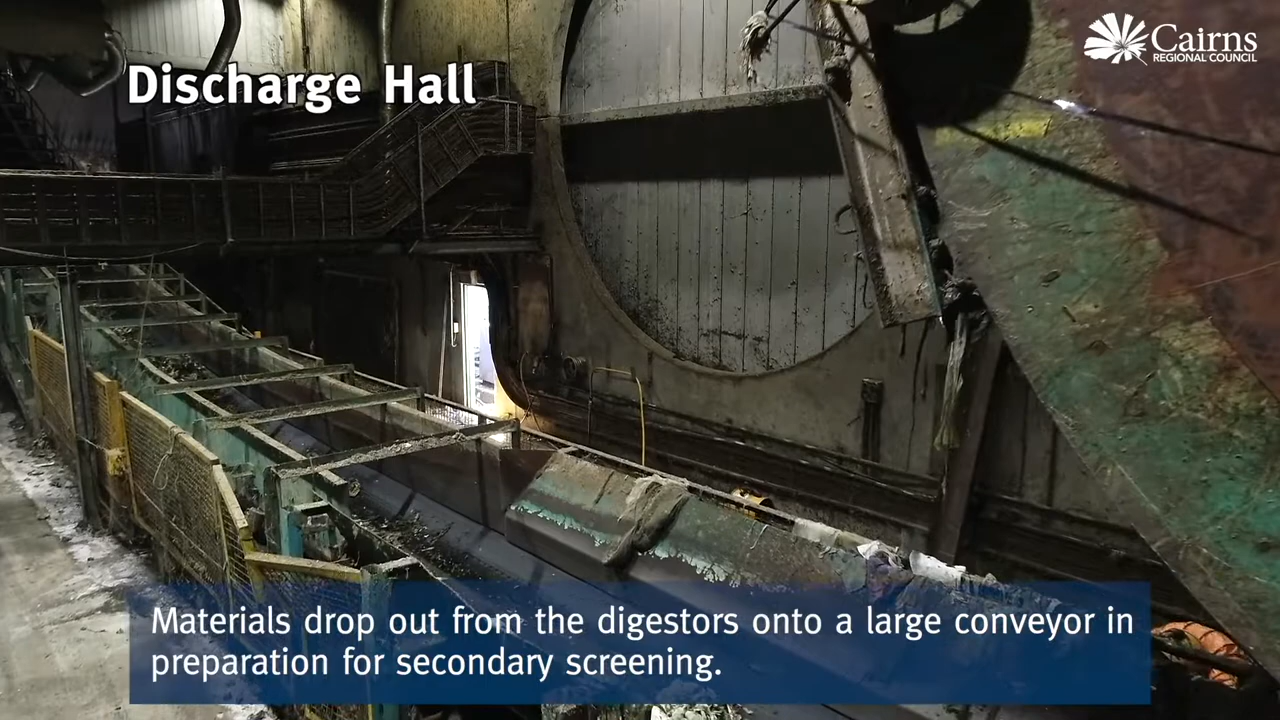 Discharge Hall
Cairns
REGIONAL COUNCIL
Materials drop out from the digestors onto a large conveyor in
preparation for secondary screening.